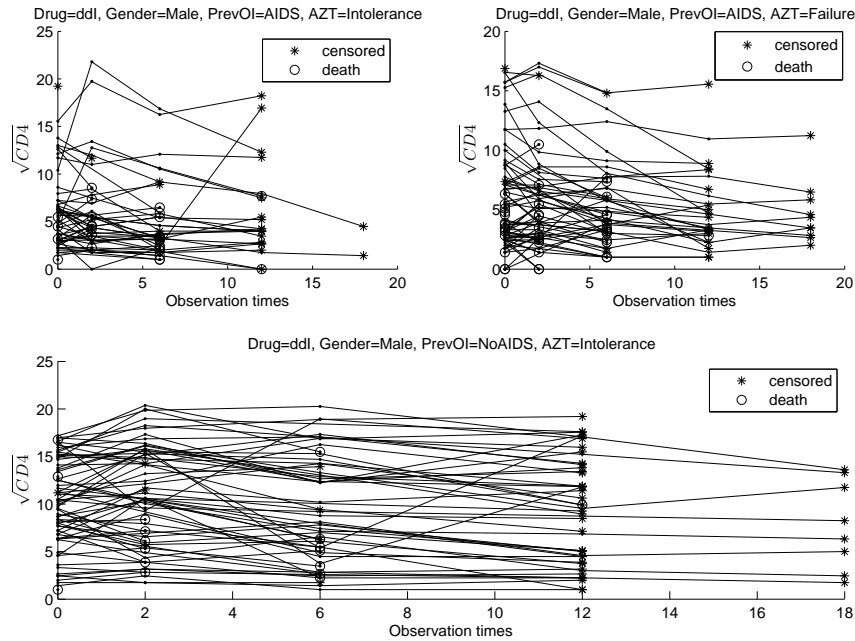 Drug=ddI, Gender=Male, PrevOI=AIDS, AZT=Intolerance
25
20
15
10
5
0
√CD4
censored
death
0 5 10 15 20
Observation times
Drug=ddI, Gender=Male, PrevOI=AIDS, AZT=Failure
20
15
10
5
0
√CD4
censored
death
0 5 10 15 20
Observation times
Drug=ddI, Gender=Male, PrevOI=NoAIDS, AZT=Intolerance
25
20
15
10
5
0
√CD4
censored
death
0 2 4 6 8 10 12 14 16 18
Observation times